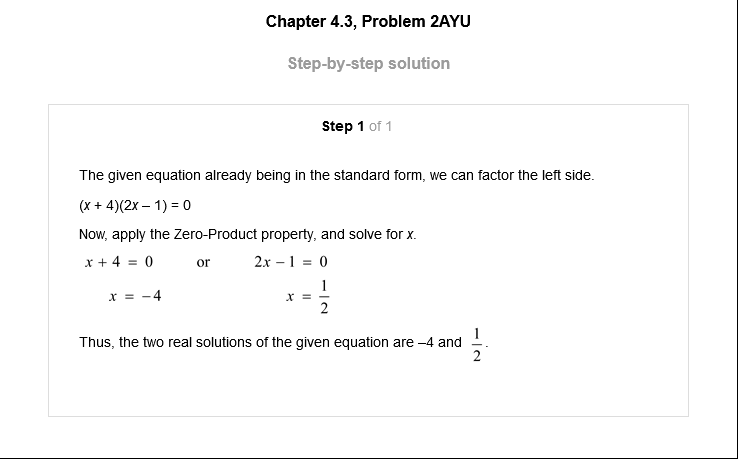 Chapter 4.3, Problem 2AYU
Step-by-step solution
Step 1 of 1
The given equation already being in the standard form, we can factor the left side.
(x + 4)(2x – 1) = 0
Now, apply the Zero-Product property, and solve for x.
x + 4 = 0 or 2x − 1 = 0
x = −4 x = 1/2
Thus, the two real solutions of the given equation are –4 and 1/2.